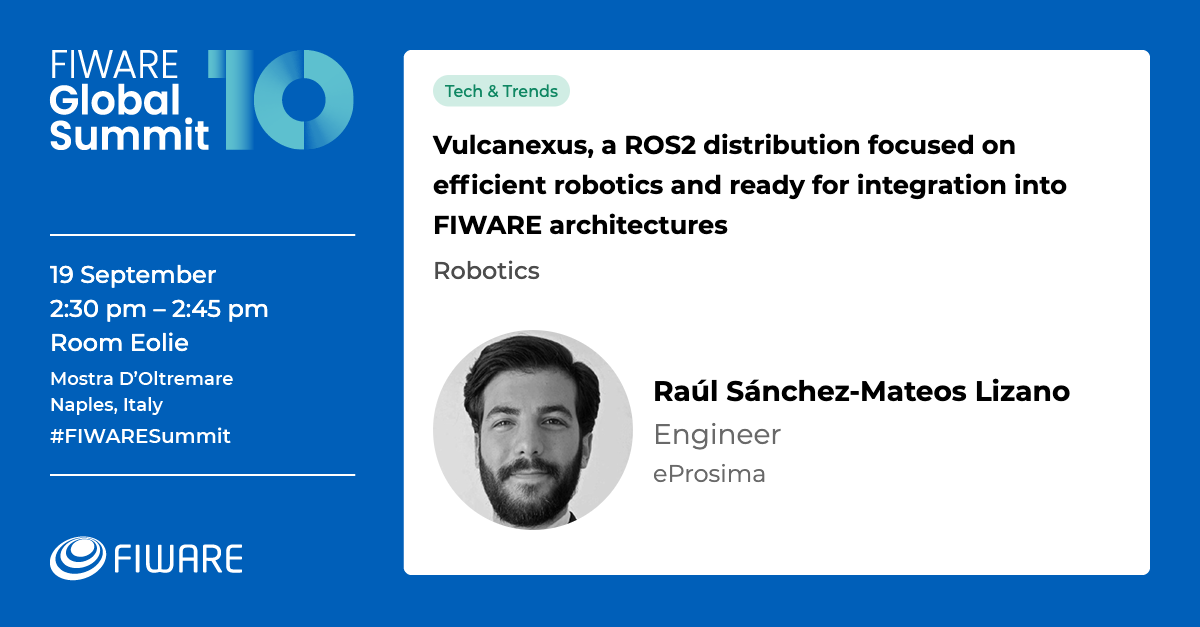 FIWARE
Global
Summit
10
19 September
2:30 pm – 2:45 pm
Room Eolie
Mostra D’Oltremare
Naples, Italy
#FIWARESummit
FIWARE
Tech & Trends
Vulcanexus, a ROS2 distribution focused on
efficient robotics and ready for integration into
FIWARE architectures
Robotics
Raúl Sánchez-Mateos Lizano
Engineer
eProsima